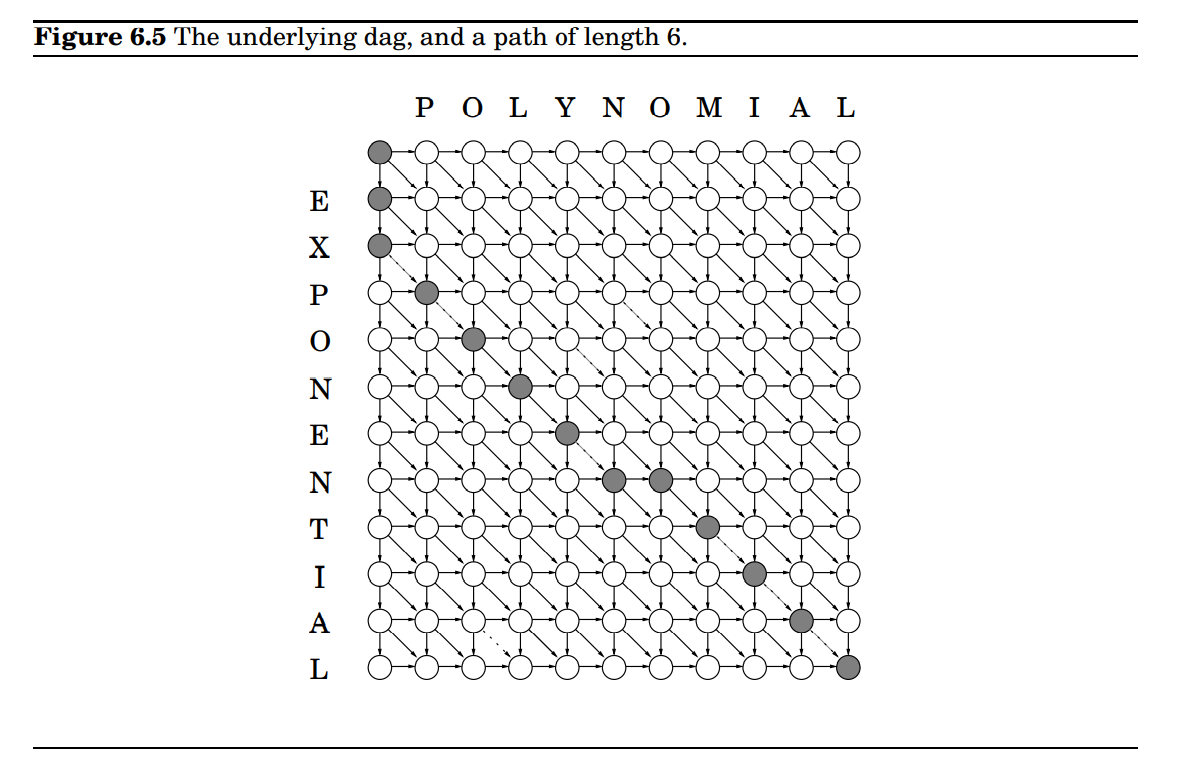 Figure 6.5 The underlying dag, and a path of length 6.
P O L Y N O M I A L
E
X
P
O
N
E
N
T
I
A
L